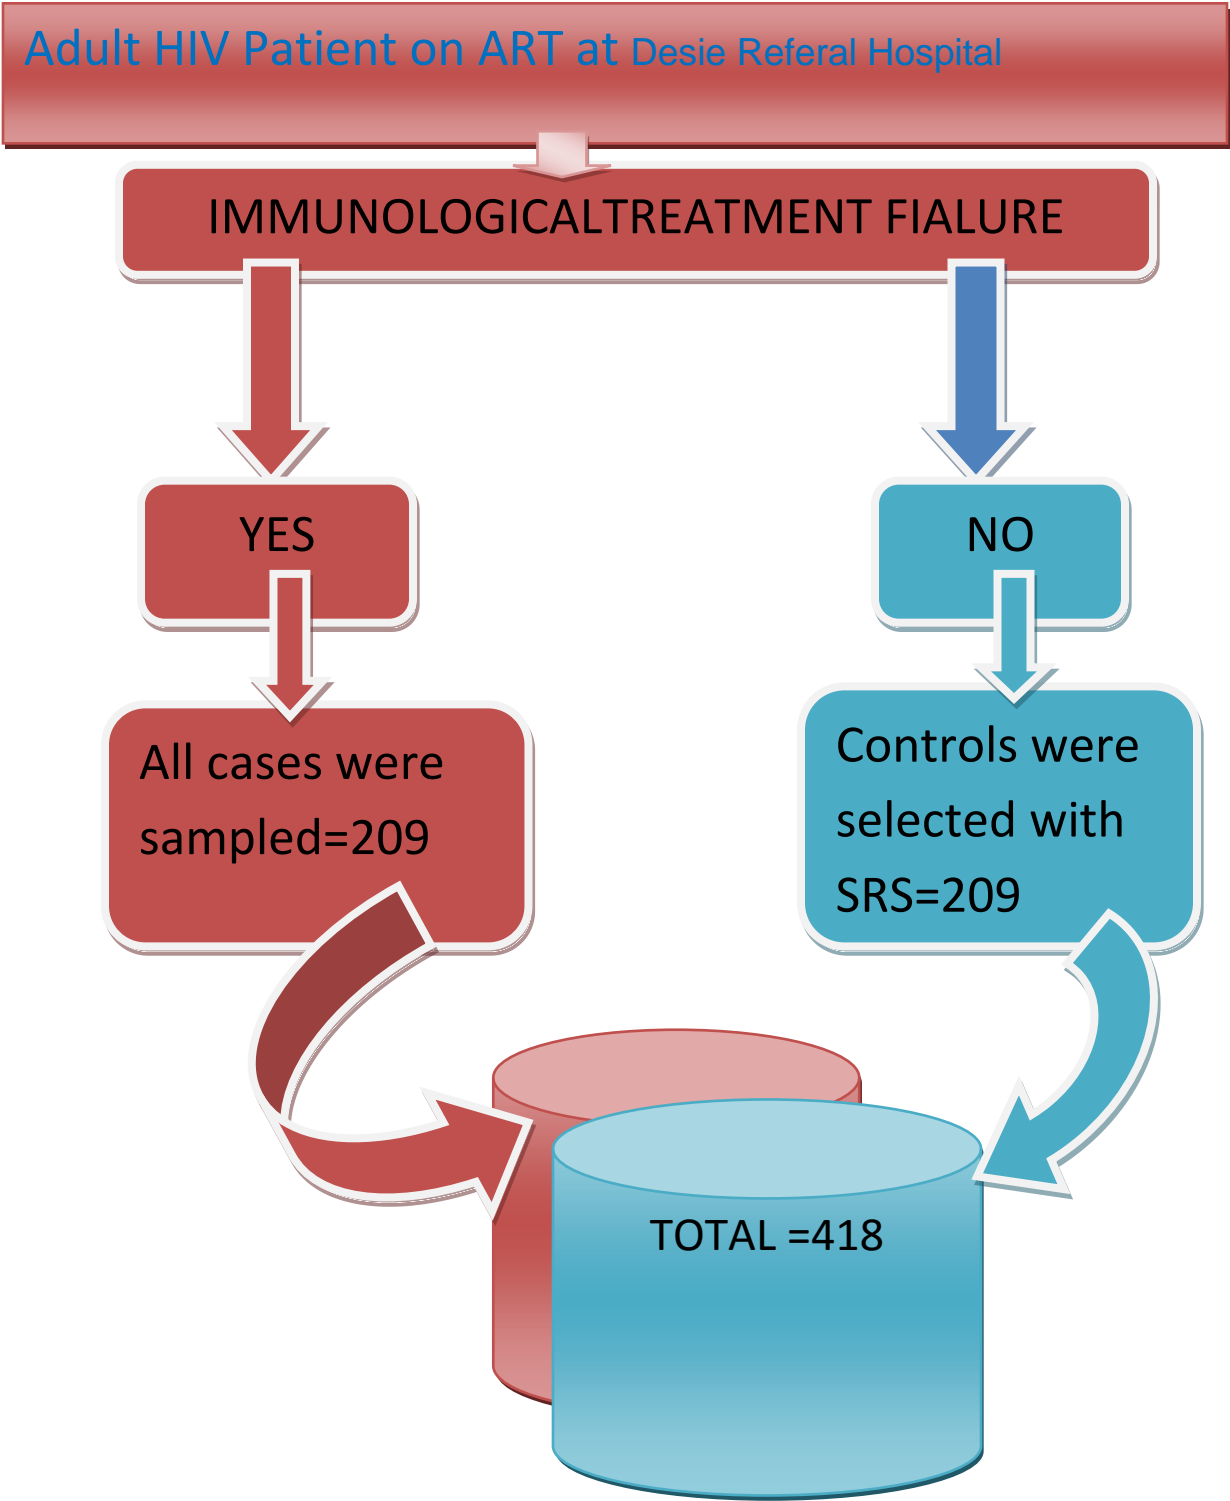 Adult HIV Patient on ART at Desie Referal Hospital
IMMUNOLOGICALTREATMENT FIALURE
YES
NO
All cases were
sampled=209
Controls were
selected with
SRS=209
TOTAL =418